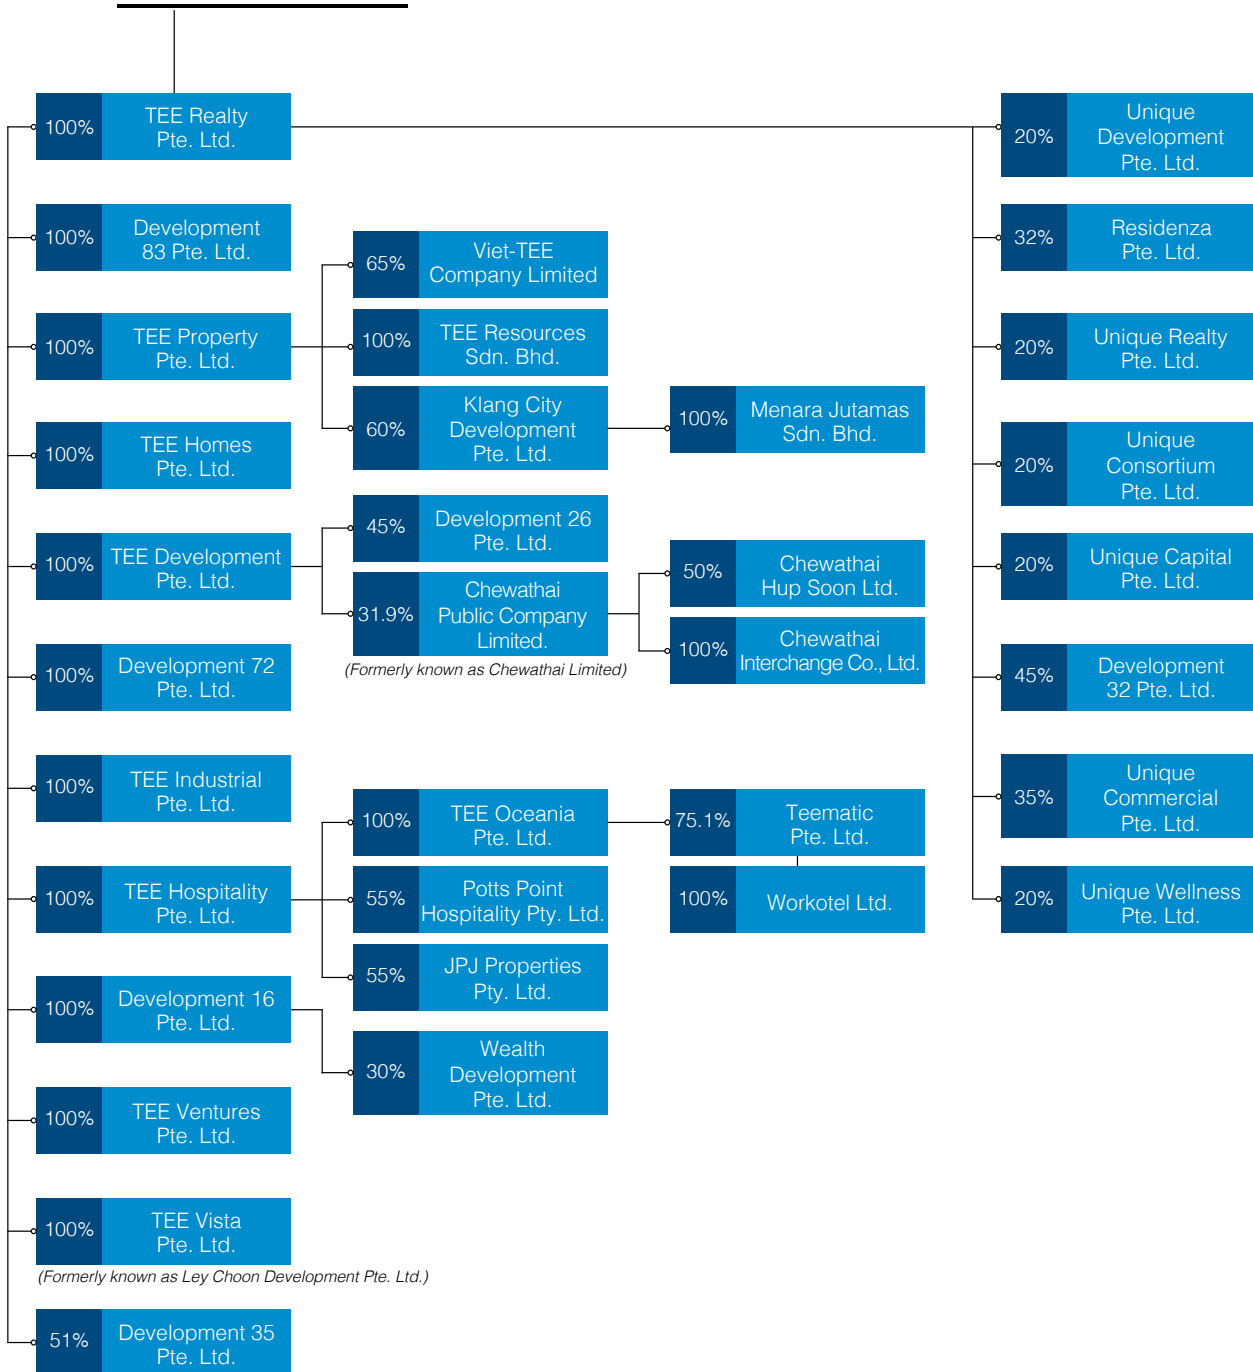 100%
TEE Realty
Pte. Ltd.
100%
Development
83 Pte. Ltd.
100%
TEE Property
Pte. Ltd.
100%
TEE Homes
Pte. Ltd.
100%
TEE Development
Pte. Ltd.
100%
Development 72
Pte. Ltd.
100%
TEE Industrial
Pte. Ltd.
100%
TEE Hospitality
Pte. Ltd.
100%
Development 16
Pte. Ltd.
100%
TEE Ventures
Pte. Ltd.
100%
TEE Vista
Pte. Ltd.
(Formerly known as Ley Choon Development Pte. Ltd.)
51%
Development 35
Pte. Ltd.
65%
Viet-TEE
Company Limited
100%
TEE Resources
Sdn. Bhd.
60%
Klang City
Development
Pte. Ltd.
45%
Development 26
Pte. Ltd.
31.9%
Chewathai
Public Company
Limited.
(Formerly known as Chewathai Limited)
100%
TEE Oceania
Pte. Ltd.
55%
Potts Point
Hospitality Pty. Ltd.
55%
JPJ Properties
Pty. Ltd.
30%
Wealth
Development
Pte. Ltd.
100%
Menara Jutamas
Sdn. Bhd.
50%
Chewathai
Hup Soon Ltd.
100%
Chewathai
Interchange Co., Ltd.
75.1%
Teematic
Pte. Ltd.
100%
Workotel Ltd.
20%
Unique
Development
Pte. Ltd.
32%
Residenza
Pte. Ltd.
20%
Unique Realty
Pte. Ltd.
20%
Unique
Consortium
Pte. Ltd.
20%
Unique Capital
Pte. Ltd.
45%
Development
32 Pte. Ltd.
35%
Unique
Commercial
Pte. Ltd.
20%
Unique Wellness
Pte. Ltd.